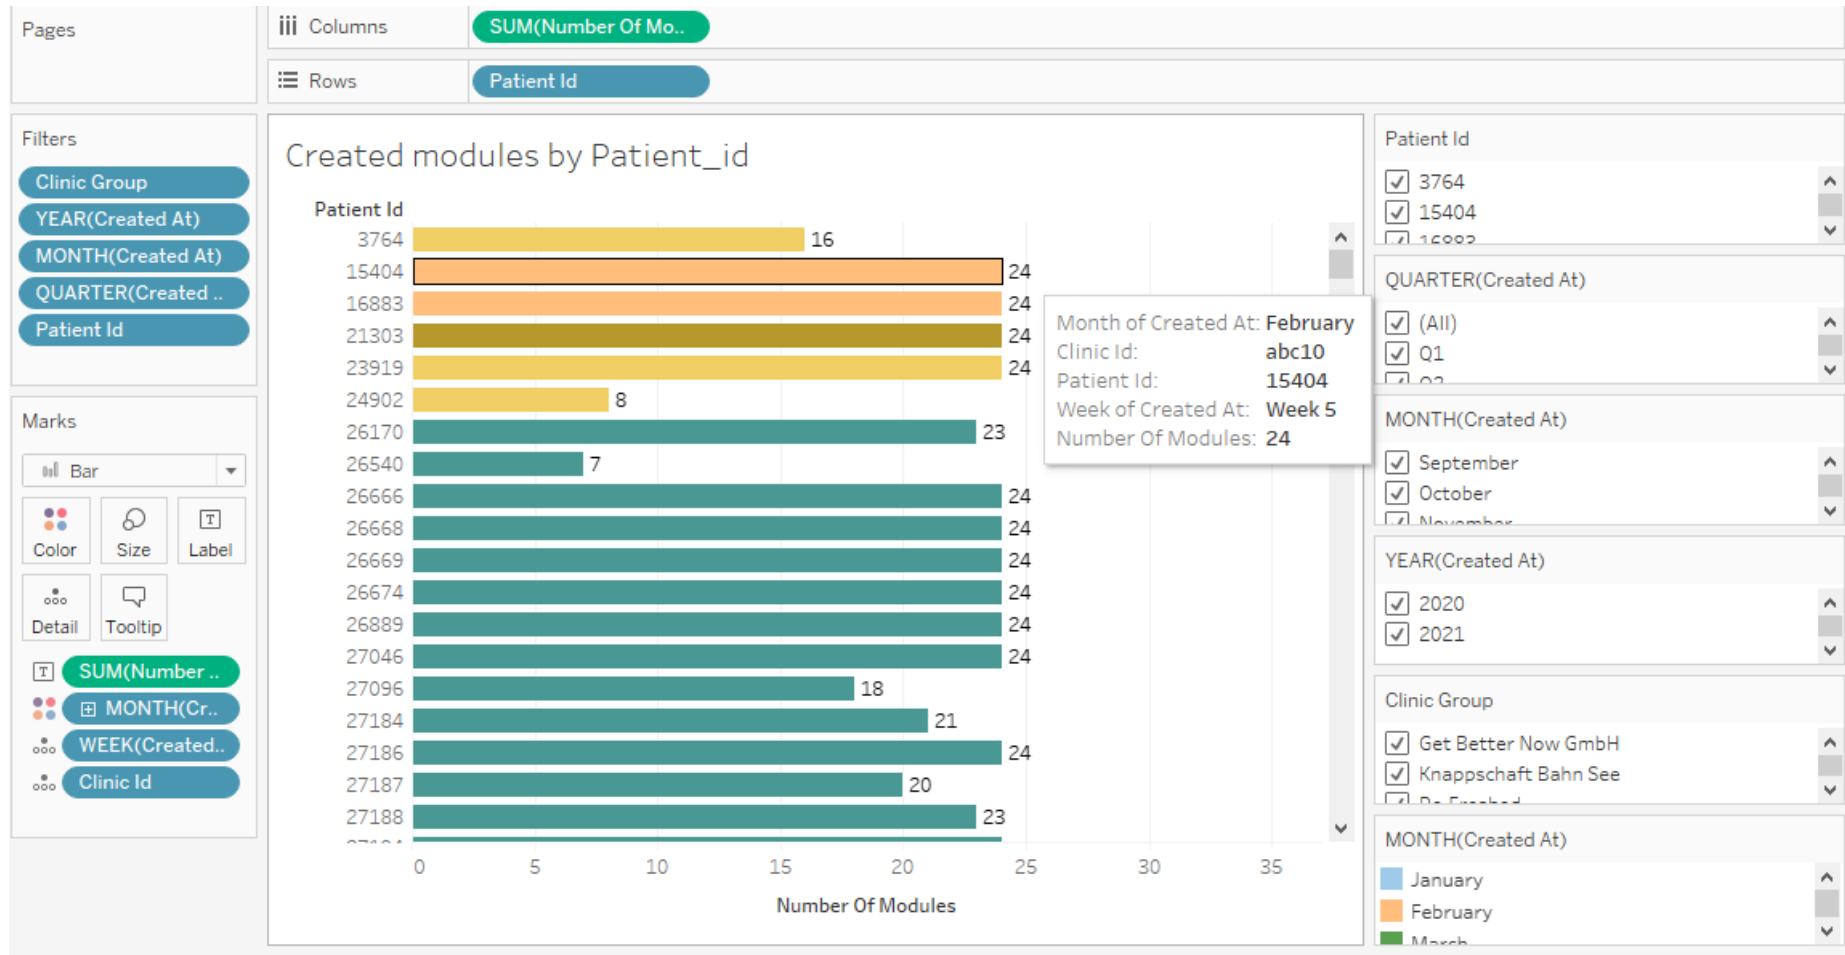 Pages
Columns
SUM(Number Of Mo..
Rows
Patient Id
Filters
Clinic Group
YEAR(Created At)
MONTH(Created At)
QUARTER(Created ..
Patient Id
Marks
Bar
Color
Size
Label
Detail
Tooltip
SUM(Number ..
MONTH(Cr..
WEEK(Created..
Clinic Id
Created modules by Patient_id
Patient Id
3764 16
15404 24
16883 24
21303 24
23919 24
24902 8
26170 23
26540 7
26666 24
26668 24
26669 24
26674 24
26889 24
27046 24
27096 18
27184 21
27186 24
27187 20
27188 23
0 5 10 15 20 25 30 35
Number Of Modules
Month of Created At: February
Clinic Id: abc10
Patient Id: 15404
Week of Created At: Week 5
Number Of Modules: 24
Patient Id
3764
15404
16883
QUARTER(Created At)
(All)
Q1
MONTH(Created At)
September
October
November
YEAR(Created At)
2020
2021
Clinic Group
Get Better Now GmbH
Knappschaft Bahn See
MONTH(Created At)
January
February
March